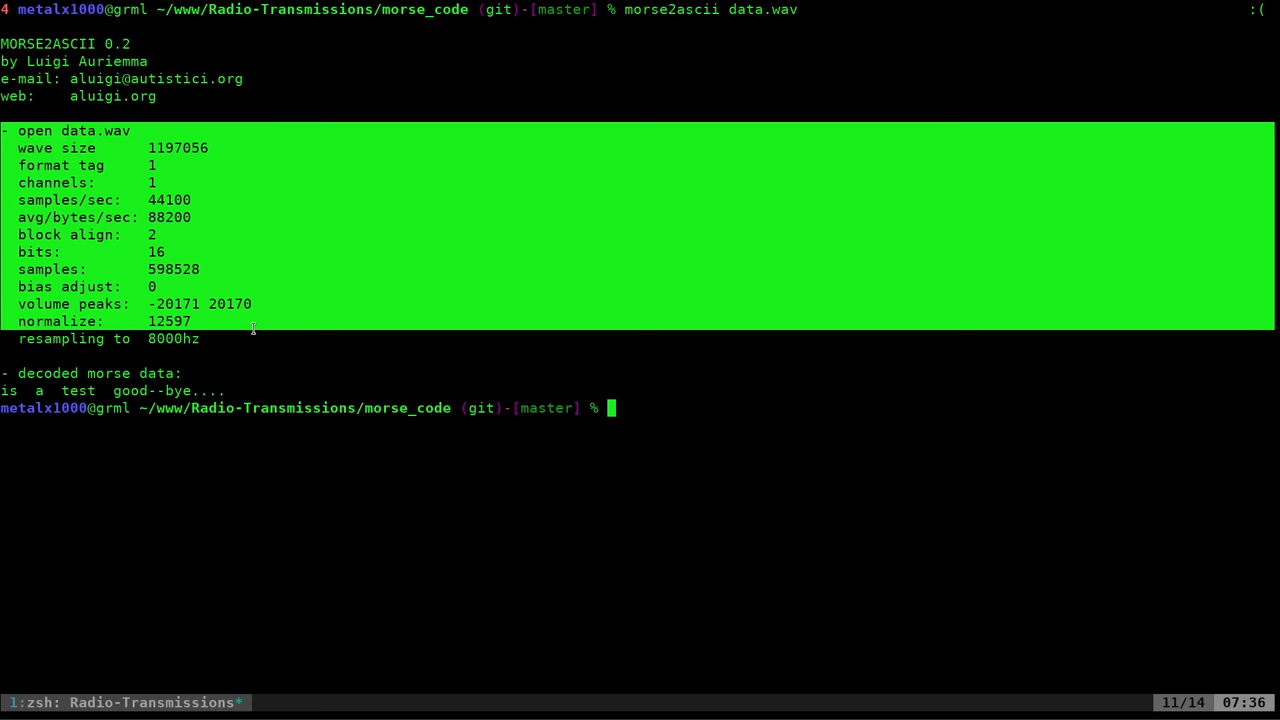 4 metalx1000@grml ~/www/Radio-Transmissions/morse_code (git)-[master] % morse2ascii data.wav :(
MORSE2ASCII 0.2
by Luigi Auriemma
e-mail: aluigi@autistici.org
web:    aluigi.org
- open data.wav
  wave size      1197056
  format tag     1
  channels:      1
  samples/sec:   44100
  avg/bytes/sec: 88200
  block align:   2
  bits:          16
  samples:       598528
  bias adjust:   0
  volume peaks:  -20171 20170
  normalize:     12597
  resampling to  8000hz
- decoded morse data:
is  a  test  good--bye....
metalx1000@grml ~/www/Radio-Transmissions/morse_code (git)-[master] %
1:zsh: Radio-Transmissions* 11/14 07:36